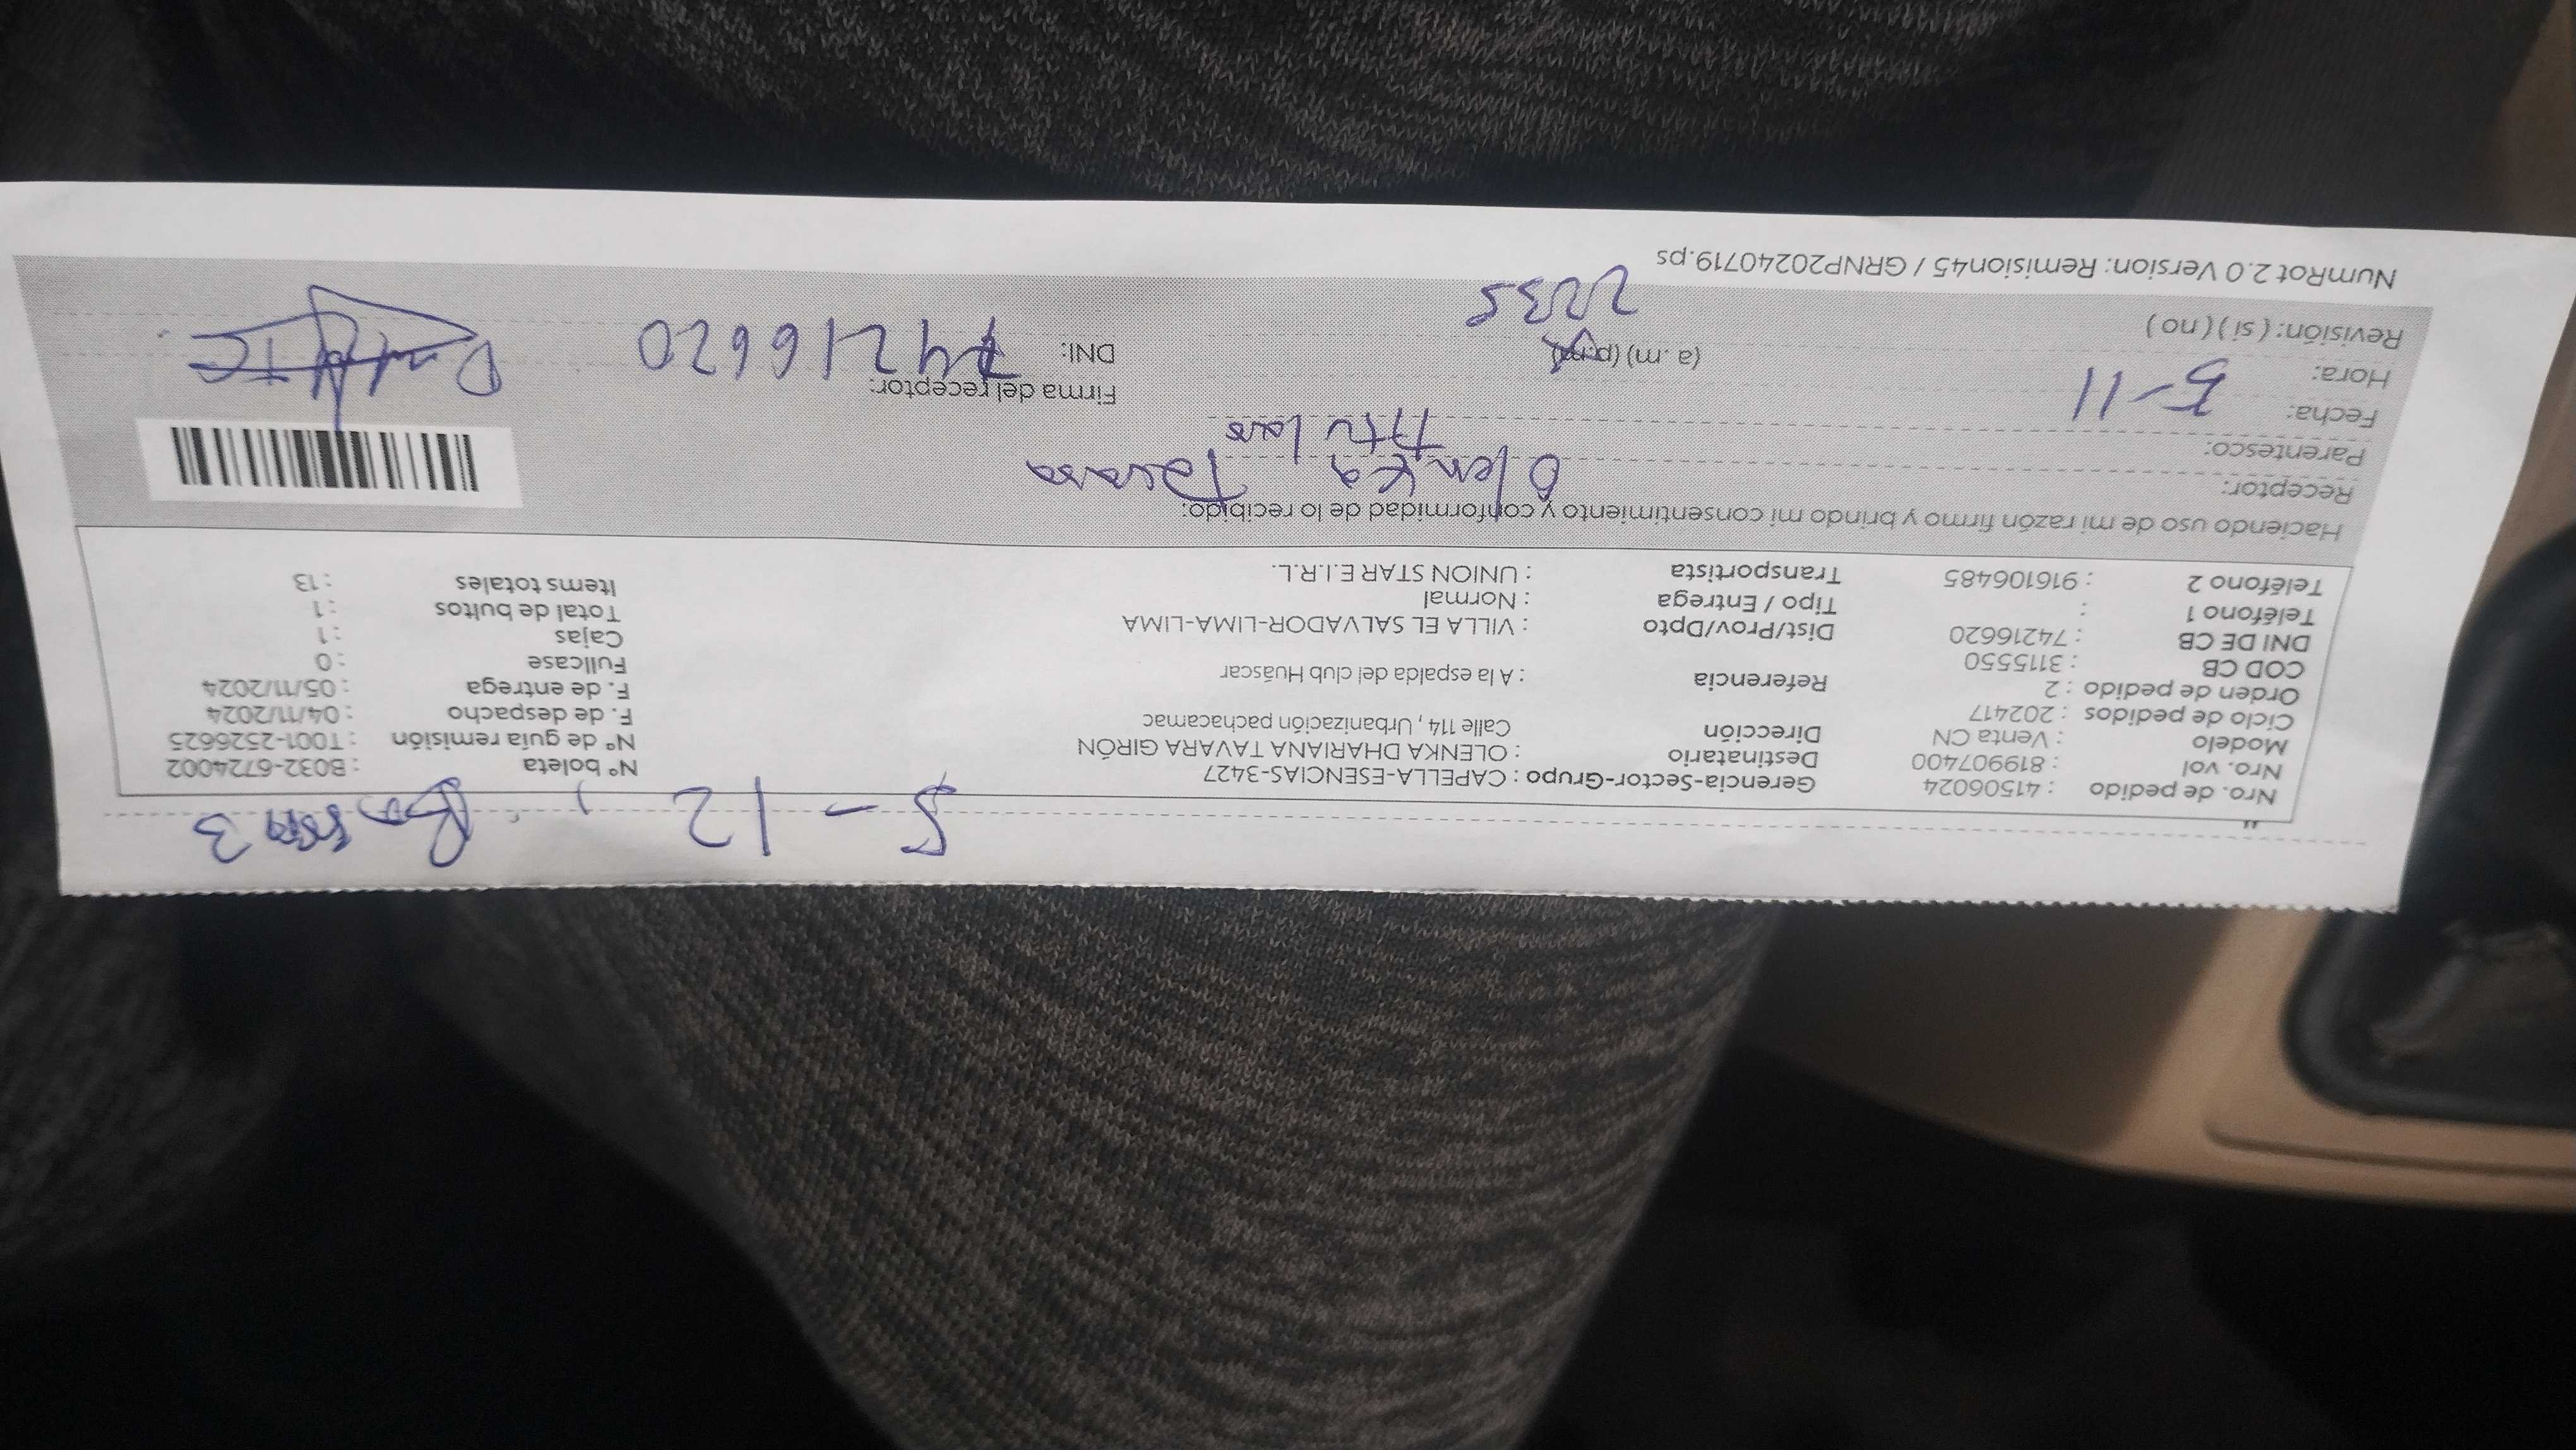 5-12
3
Nro. de pedido : 41506024 Gerencia-Sector-Grupo : CAPELLA-ESENCIAS-3427 N° boleta : B032-6724002
Nro. vol : 819907400 Destinatario : OLENKA DHARIANA TAVARA GIRÓN N° de guía remisión : T001-2526625
Modelo : Venta CN Dirección Calle 114 , Urbanización pachacamac F. de despacho : 04/11/2024
Ciclo de pedidos : 202417 F. de entrega : 05/11/2024
Orden de pedido : 2 Referencia : A la espalda del club Huáscar Fullcase : 0
COD CB : 3115550 Cajas : 1
DNI DE CB : 74216620 Dist/Prov/Dpto : VILLA EL SALVADOR-LIMA-LIMA Total de bultos : 1
Teléfono 1 : Tipo / Entrega : Normal Items totales : 13
Teléfono 2 : 916106485 Transportista : UNION STAR E.I.R.L.
Haciendo uso de mi razón firmo y brindo mi consentimiento y conformidad de lo recibido:
Receptor: Olenka Tavara
Parentesco: Titular
Fecha: 5-11 Firma del receptor:
Hora: (a. m) (p.m) DNI: 74216620
2235
Revisión: ( si ) ( no )
NumRot 2.0 Version: Remision45 / GRNP20240719.ps